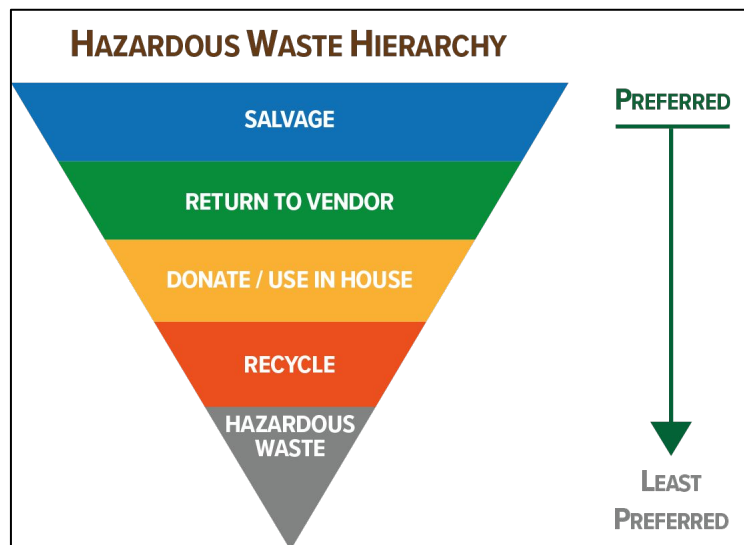 HAZARDOUS WASTE HIERARCHY
PREFERRED
SALVAGE
RETURN TO VENDOR
DONATE / USE IN HOUSE
RECYCLE
HAZARDOUS
WASTE
LEAST
PREFERRED